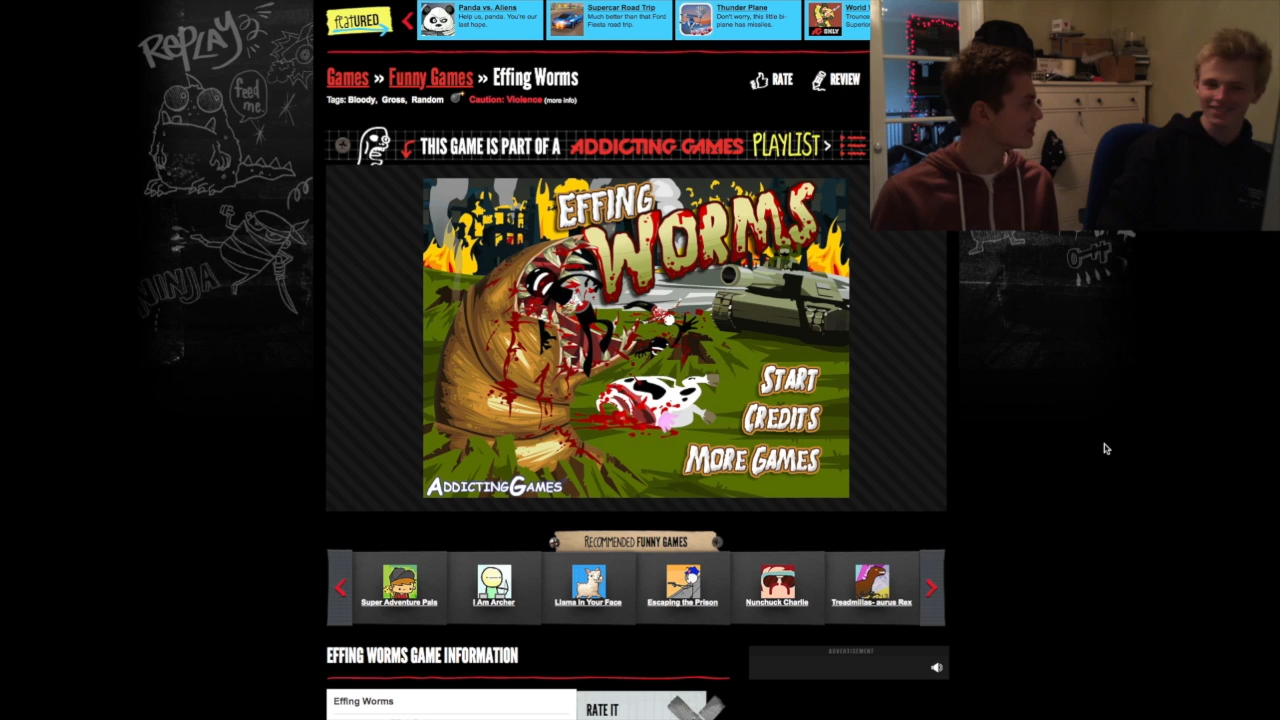 featURED
Panda vs. Aliens
Help us, panda. You're our
last hope.
Supercar Road Trip
Much better than that Ford
Fiesta road trip.
Thunder Plane
Don't worry, this little bi-
plane has missiles.
World
Trounce
Superior
ONLY
REPLAY
feed
me
NINJA
Games » Funny Games » Effing Worms
RATE
REVIEW
Tags: Bloody, Gross, Random
Caution: Violence (more info)
THIS GAME IS PART OF A ADDICTING GAMES PLAYLIST >
EFFING
WORMS
START
CREDITS
MORE GAMES
ADDICTINGGAMES
RECOMMENDED FUNNY GAMES
Super Adventure Pals
I Am Archer
Llama In Your Face
Escaping the Prison
Nunchuck Charlie
Treadmillas- aurus Rex
EFFING WORMS GAME INFORMATION
ADVERTISEMENT
Effing Worms
RATE IT